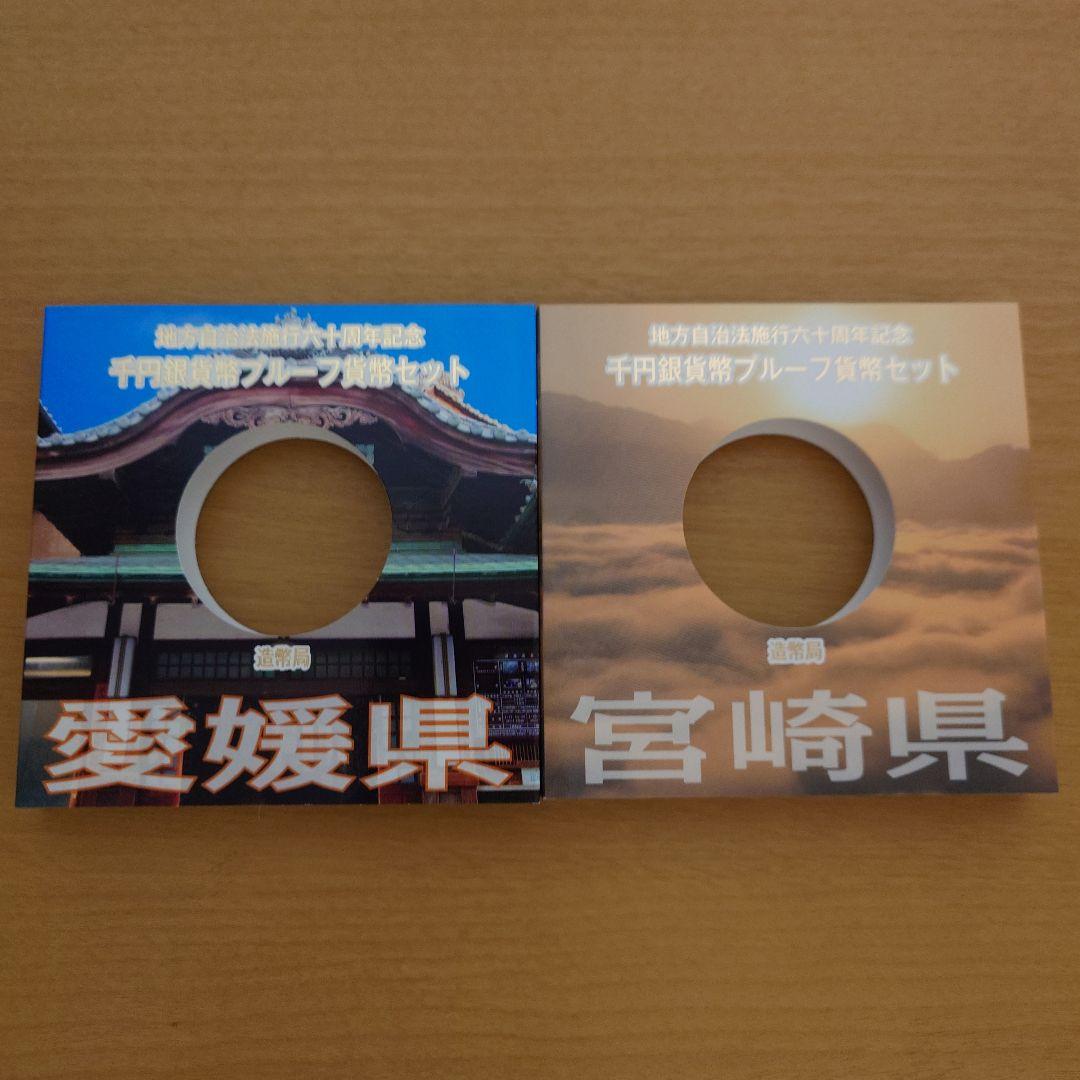 地方自治法施行六十周年記念
千円銀貨幣プルーフ貨幣セット
造幣局
愛媛県
地方自治法施行六十周年記念
千円銀貨幣プルーフ貨幣セット
造幣局
宮崎県